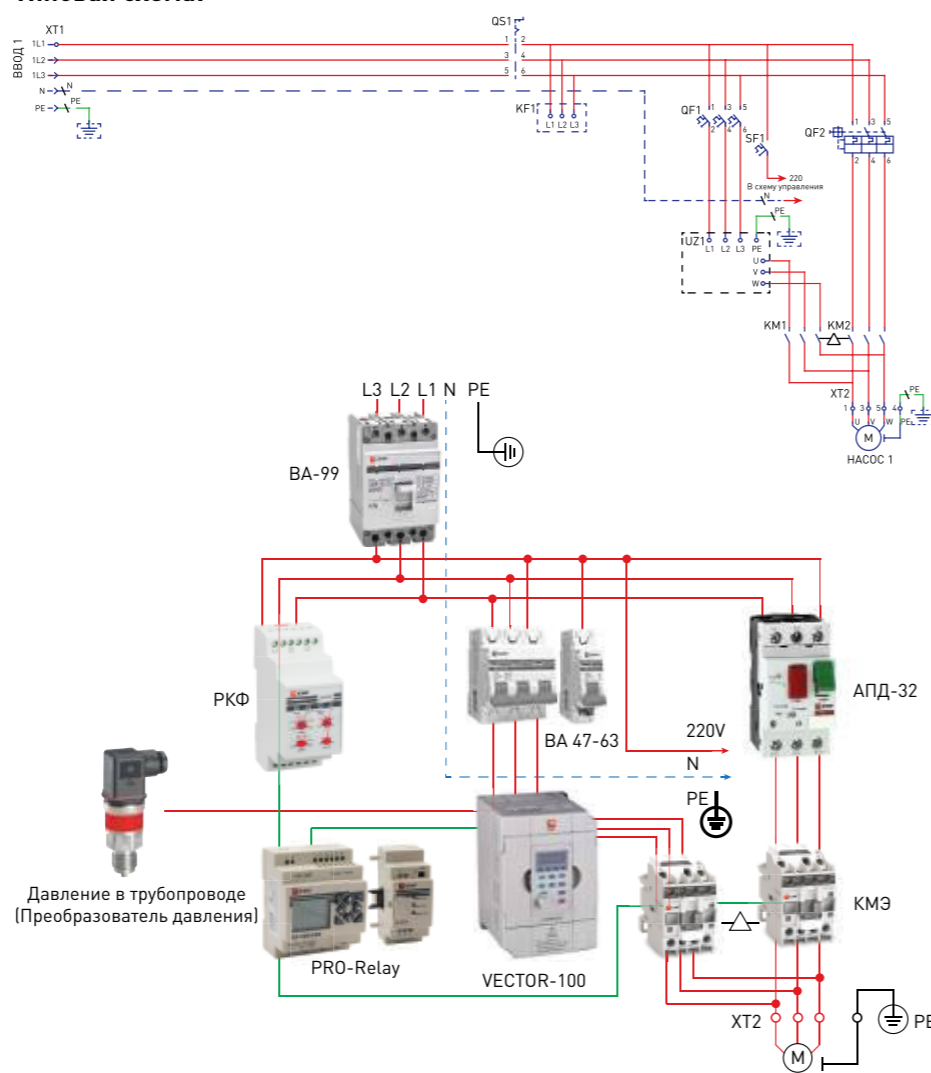 XT1
QS1
ВВОД 1
1L1
1L2
1L3
N
N
PE
PE
1 2
3 4
5 6
KF1
L1 L2 L3
QF1
1 3 5
2 4 6
SF1
220
В схему управления
N
QF2
1 3 5
2 4 6
PE
UZ1
L1 L2 L3 PE
U
V
W
KM1
KM2
XT2
PE
1 3 5 4
U V W PE
M
НАСОС 1
L3 L2 L1 N PE
ВА-99
РКФ
ВА 47-63
220V
N
PE
АПД-32
Давление в трубопроводе
(Преобразователь давления)
PRO-Relay
VECTOR-100
КМЭ
XT2
PE
M